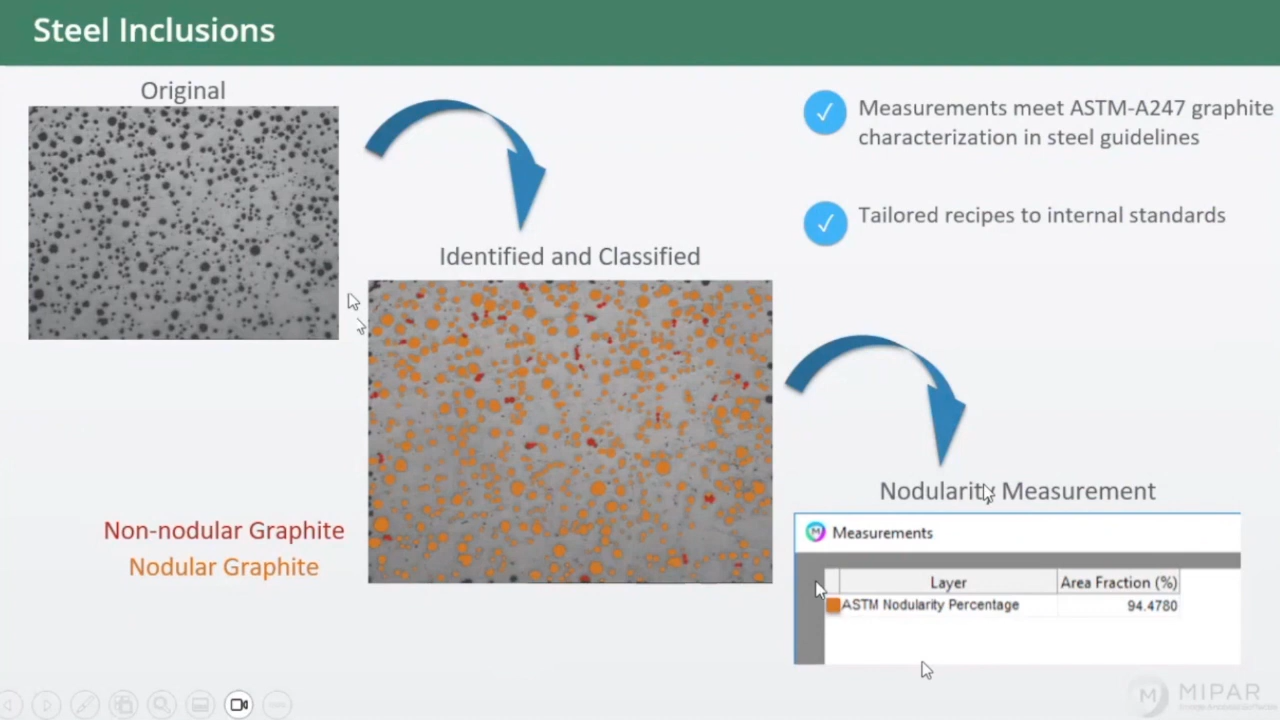 Steel Inclusions
Original
Measurements meet ASTM-A247 graphite
characterization in steel guidelines
Tailored recipes to internal standards
Identified and Classified
Non-nodular Graphite
Nodular Graphite
Nodularity Measurement
Measurements
Layer Area Fraction (%)
ASTM Nodularity Percentage 94.4780
MIPAR